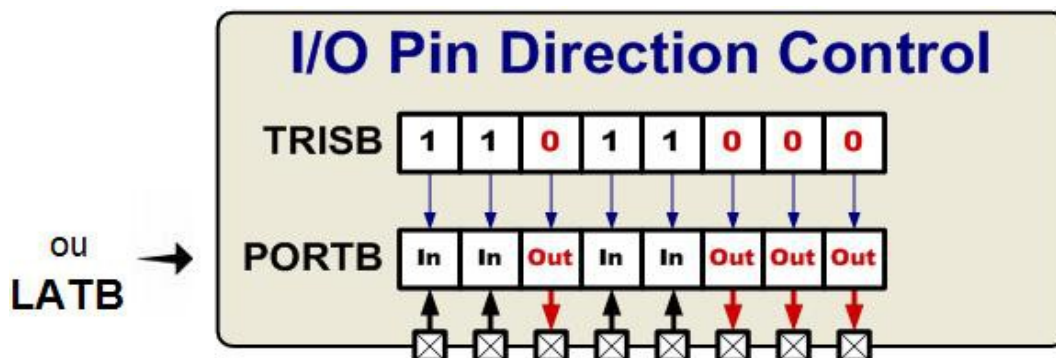 I/O Pin Direction Control
TRISB 1 1 0 1 1 0 0 0
ou
LATB
PORTB In In Out In In Out Out Out